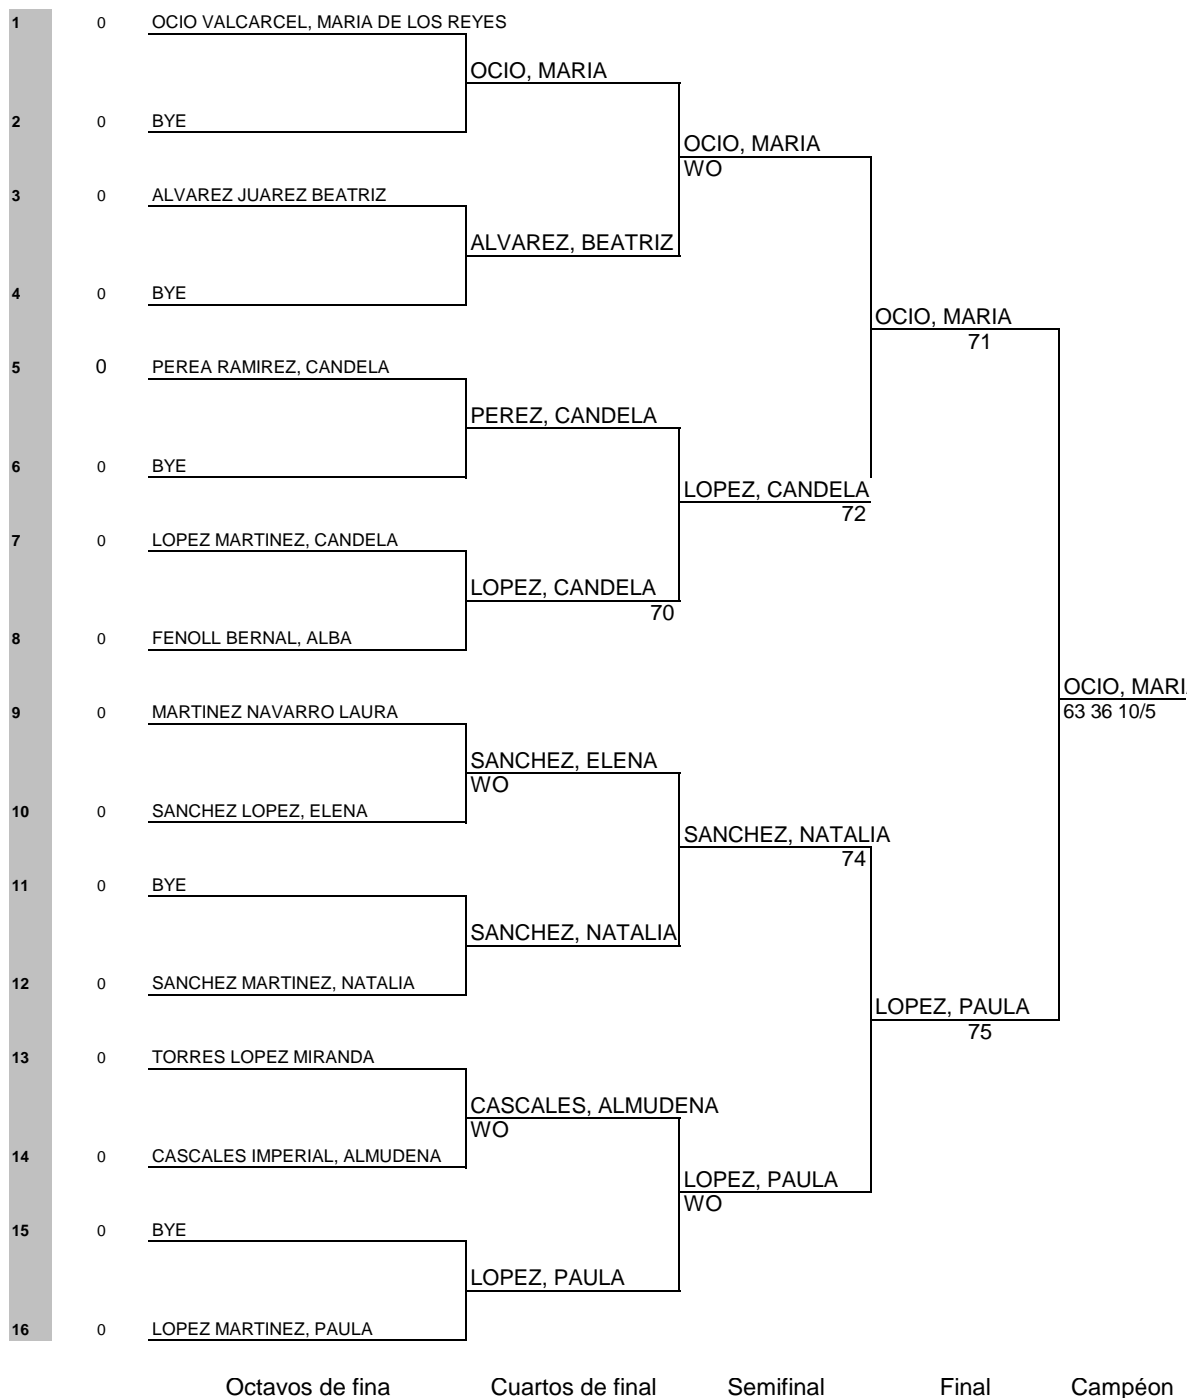 1 0 OCIO VALCARCEL, MARIA DE LOS REYES
OCIO, MARIA
2 0 BYE
OCIO, MARIA
WO
3 0 ALVAREZ JUAREZ BEATRIZ
ALVAREZ, BEATRIZ
4 0 BYE
OCIO, MARIA
71
5 0 PEREA RAMIREZ, CANDELA
PEREZ, CANDELA
6 0 BYE
LOPEZ, CANDELA
72
7 0 LOPEZ MARTINEZ, CANDELA
LOPEZ, CANDELA
70
8 0 FENOLL BERNAL, ALBA
OCIO, MARI
63 36 10/5
9 0 MARTINEZ NAVARRO LAURA
SANCHEZ, ELENA
WO
10 0 SANCHEZ LOPEZ, ELENA
SANCHEZ, NATALIA
74
11 0 BYE
SANCHEZ, NATALIA
12 0 SANCHEZ MARTINEZ, NATALIA
LOPEZ, PAULA
75
13 0 TORRES LOPEZ MIRANDA
CASCALES, ALMUDENA
WO
14 0 CASCALES IMPERIAL, ALMUDENA
LOPEZ, PAULA
WO
15 0 BYE
LOPEZ, PAULA
16 0 LOPEZ MARTINEZ, PAULA
Octavos de fina Cuartos de final Semifinal Final Campéon